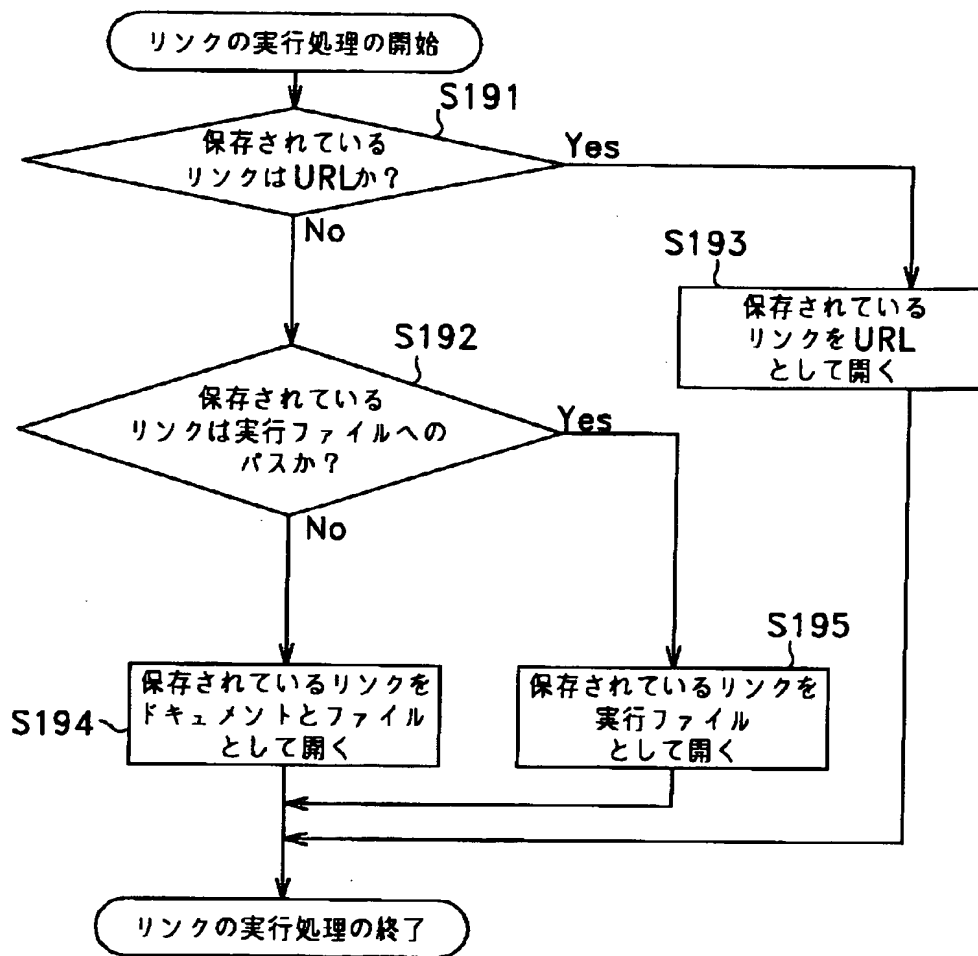 リンクの実行処理の開始
S191
保存されている
リンクはURLか?
Yes
No
S193
保存されている
リンクをURL
として開く
S192
保存されている
リンクは実行ファイルへの
パスか?
Yes
No
S195
保存されているリンクを
実行ファイル
として開く
S194
保存されているリンクを
ドキュメントとファイル
として開く
リンクの実行処理の終了